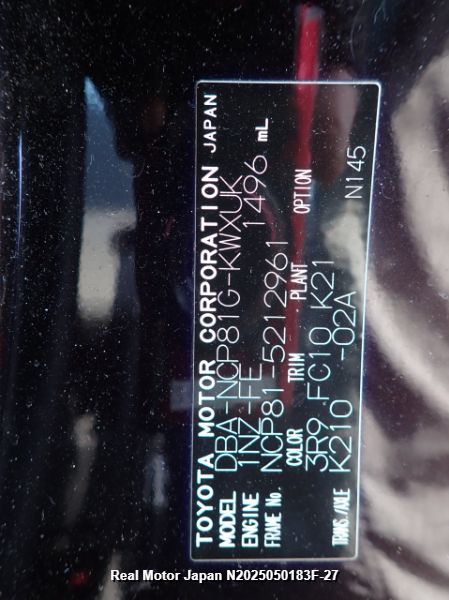 TOYOTA MOTOR CORPORATION JAPAN
MODEL DBA-NCP81G-KWXUK
ENGINE 1NZ-FE 1496 mL
FRAME No. NCP81-5212961
COLOR TRIM PLANT OPTION
3R9 FC10 K21
TRANS./AXLE K210 -02A N145
Real Motor Japan N2025050183F-27